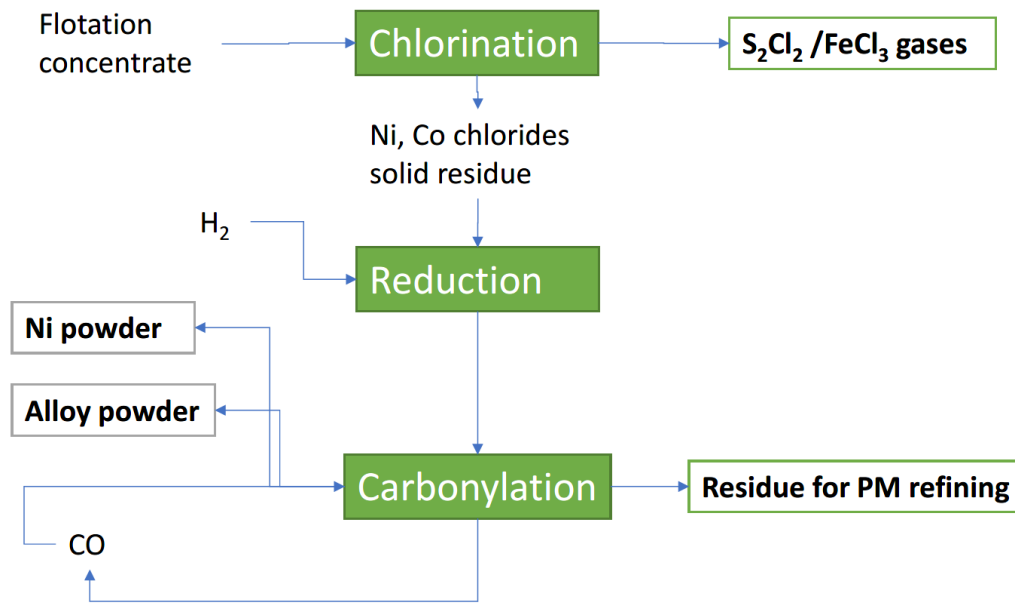 Flotation
concentrate
Chlorination
S₂Cl₂ /FeCl₃ gases
Ni, Co chlorides
solid residue
H₂
Reduction
Ni powder
Alloy powder
Carbonylation
Residue for PM refining
CO